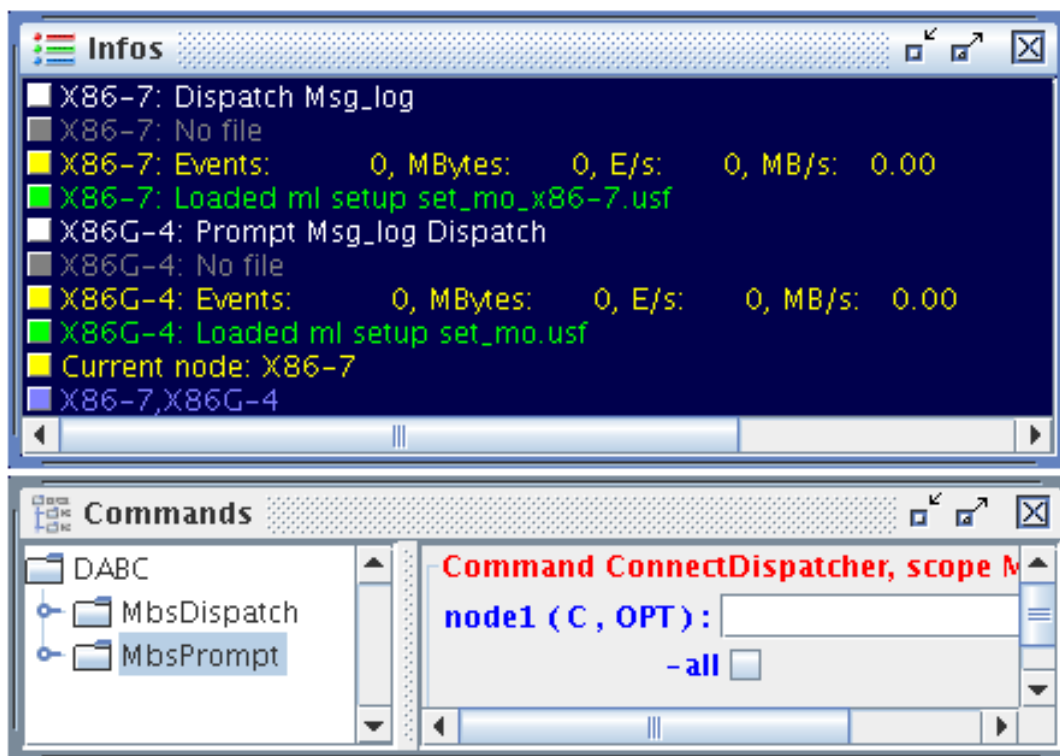 Infos
X86-7: Dispatch Msg_log
X86-7: No file
X86-7: Events: 0, MBytes: 0, E/s: 0, MB/s: 0.00
X86-7: Loaded ml setup set_mo_x86-7.usf
X86G-4: Prompt Msg_log Dispatch
X86G-4: No file
X86G-4: Events: 0, MBytes: 0, E/s: 0, MB/s: 0.00
X86G-4: Loaded ml setup set_mo.usf
Current node: X86-7
X86-7,X86G-4
Commands
DABC
MbsDispatch
MbsPrompt
Command ConnectDispatcher, scope M
node1 ( C , OPT ) :
-all